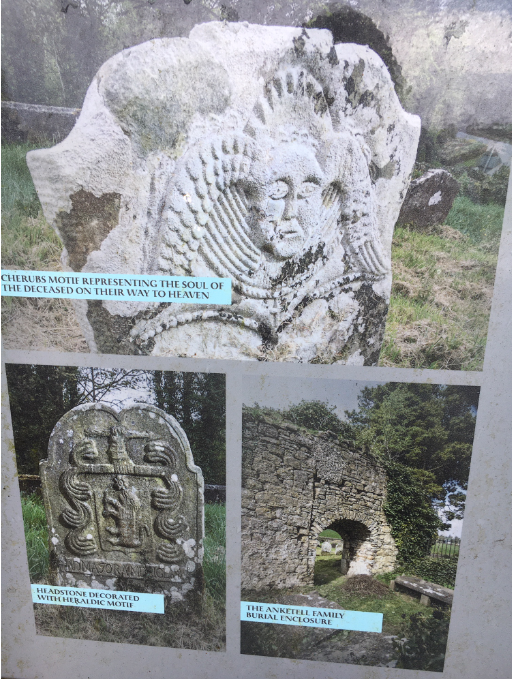 CHERUBS MOTIF REPRESENTING THE SOUL OF
THE DECEASED ON THEIR WAY TO HEAVEN
HEADSTONE DECORATED
WITH HERALDIC MOTIF
THE ANKETELL FAMILY
BURIAL ENCLOSURE